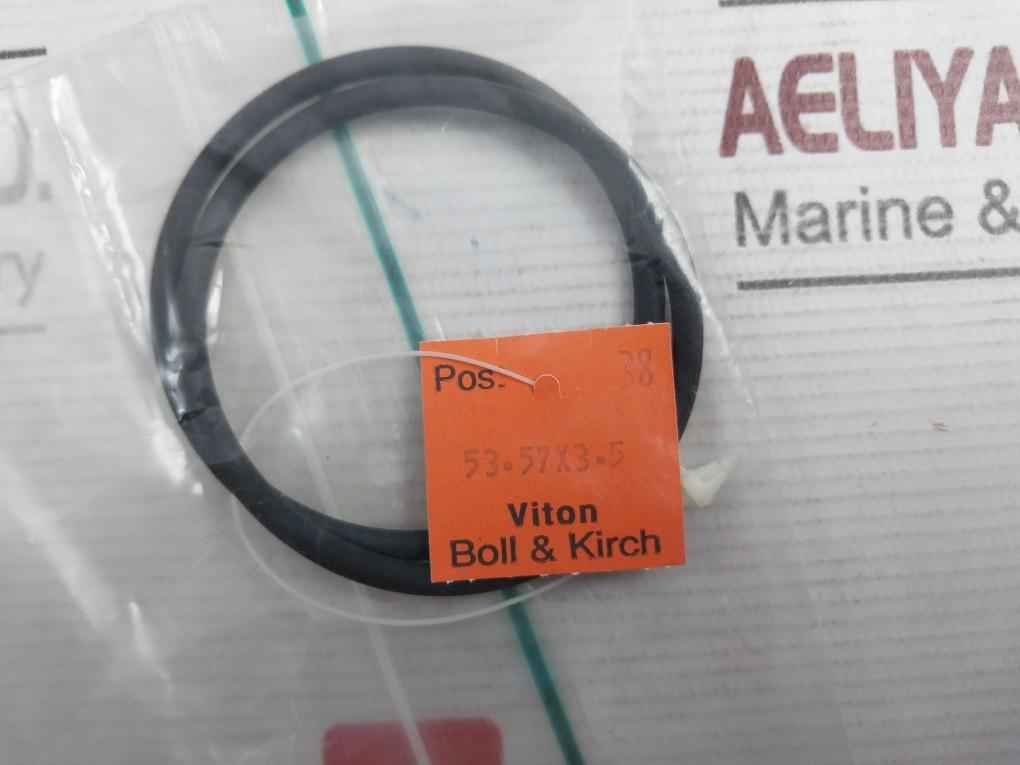 AELIYA
Marine &
Pos. 38
53.57X3.5
Viton
Boll & Kirch